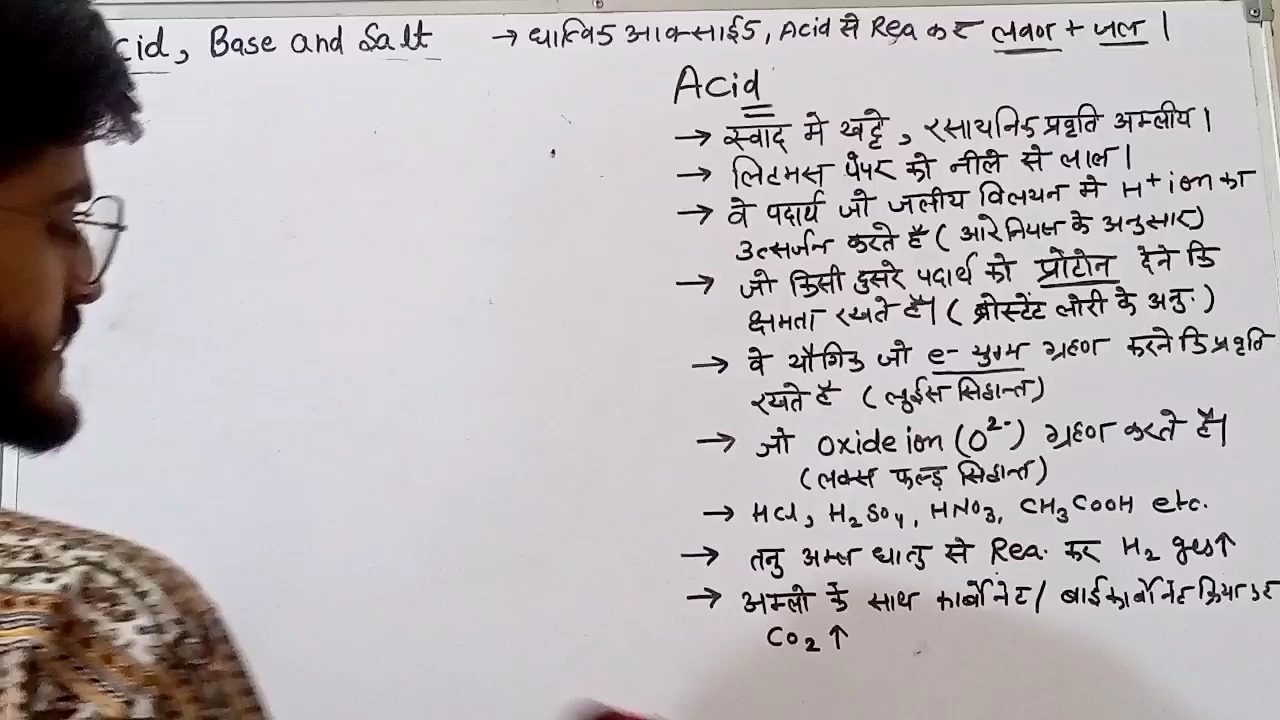 cid, Base and Salt → धात्विक आक्साईड, Acid से Rea कर लवण + जल।
Acid
→ स्वाद मे खट्टे, रसायनिक प्रवृति अम्लीय।
→ लिटमस पेपर को नीले से लाल।
→ वे पदार्थ जो जलीय विलयन मे H⁺ ion का
उत्सर्जन करते है (आरेनियस के अनुसार)
→ जो किसी दुसरे पदार्थ को प्रोटोन देने कि
क्षमता रखते है। (ब्रोस्टेंट लोरी के अनु.)
→ वे यौगिक जो e- युग्म ग्रहण करने कि प्रवृति
रखते है (लुईस सिद्धान्त)
→ जो oxide ion (O²⁻) ग्रहण करते है।
(लक्स फल्ड़ सिद्धान्त)
→ HCl, H₂SO₄, HNO₃, CH₃COOH etc.
→ तनु अम्ल धातु से Rea. कर H₂ ges↑
→ अम्लो के साथ कार्बोनेट/ बाईकार्बोनेट क्रिया कर
CO₂↑